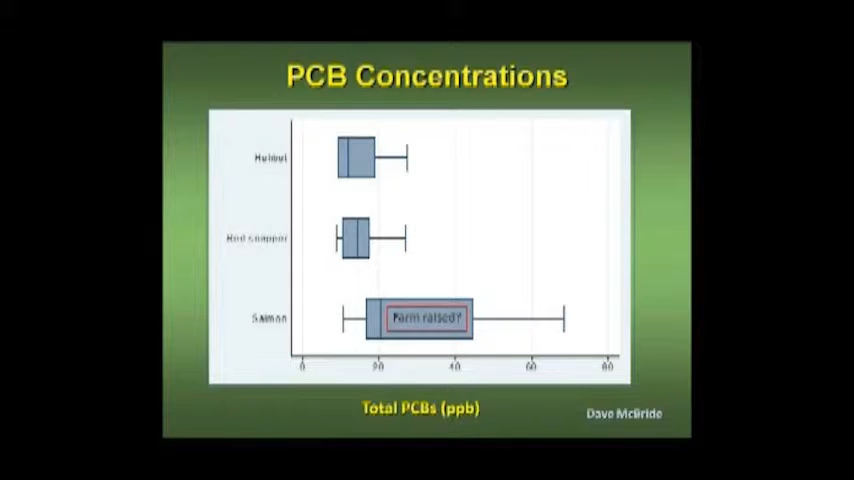 PCB Concentrations
Halibut
Red snapper
Salmon
Farm raised?
0 20 40 60 80
Total PCBs (ppb)
Dave McBride